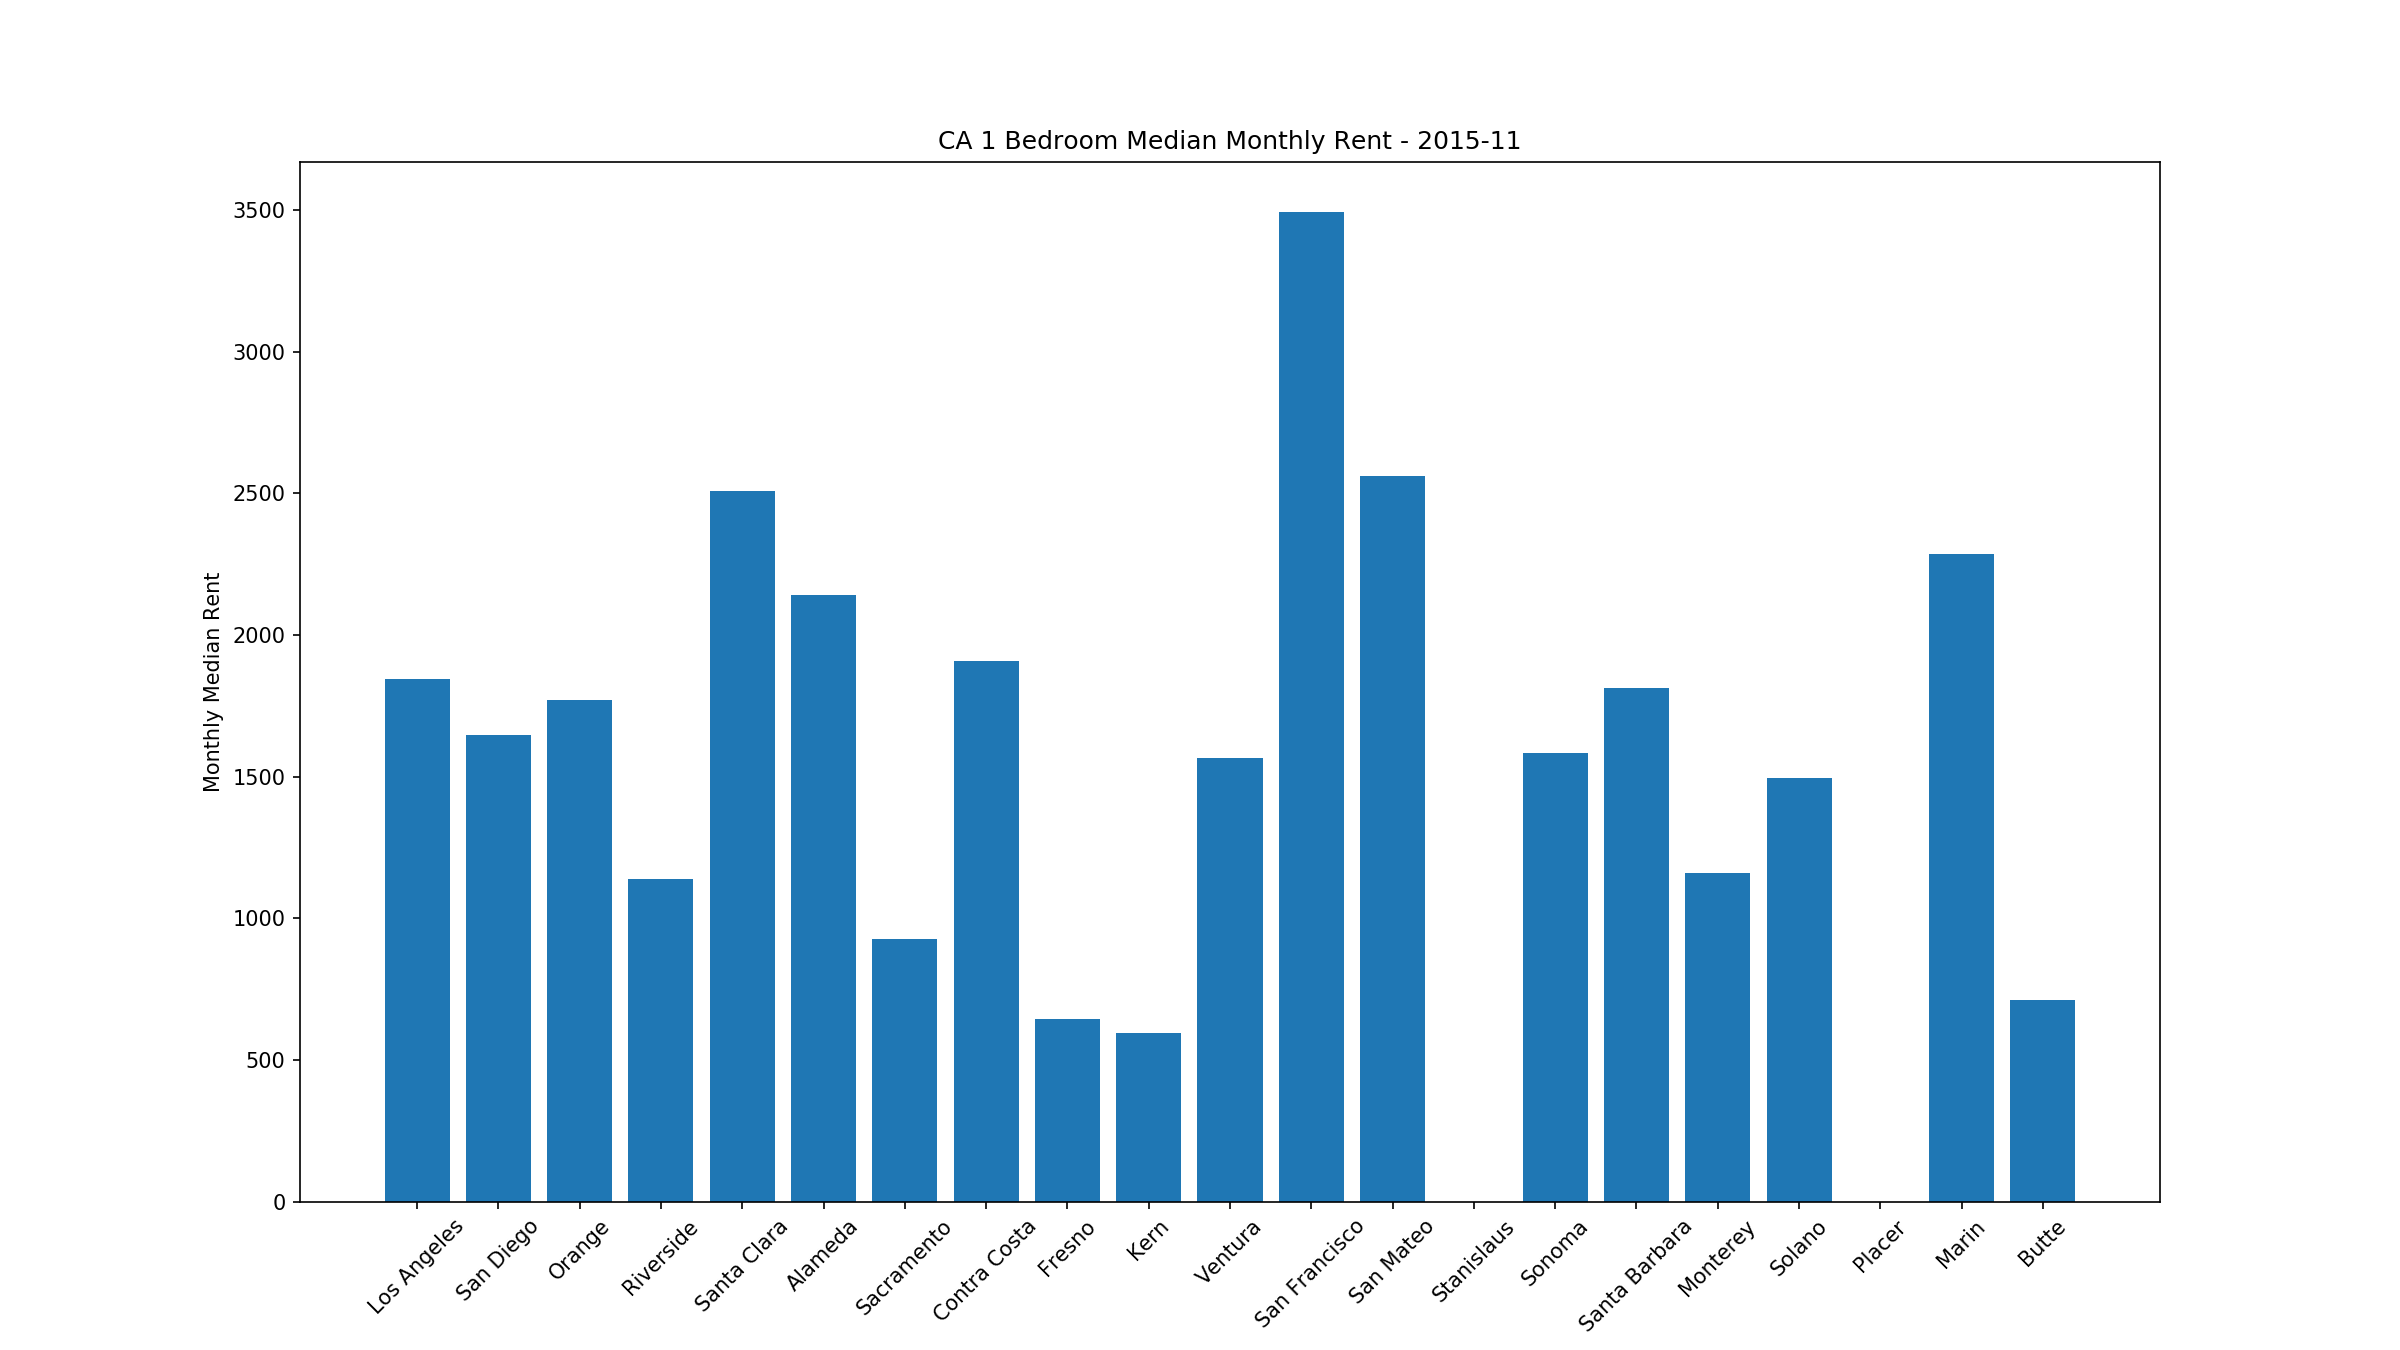 CA 1 Bedroom Median Monthly Rent - 2015-11
Monthly Median Rent
3500
3000
2500
2000
1500
1000
500
0
Los Angeles
San Diego
Orange
Riverside
Santa Clara
Alameda
Sacramento
Contra Costa
Fresno
Kern
Ventura
San Francisco
San Mateo
Stanislaus
Sonoma
Santa Barbara
Monterey
Solano
Placer
Marin
Butte